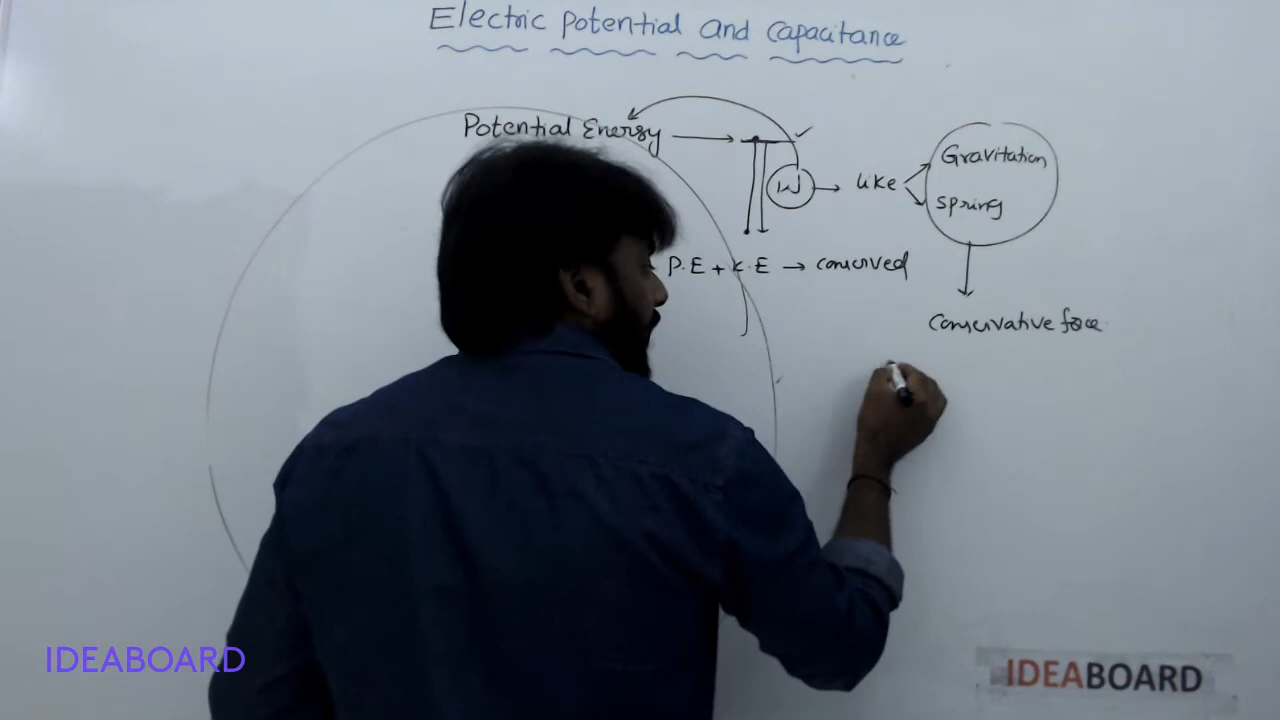 Electric Potential and Capacitance
Potential Energy
W
like
Gravitation
Spring
P.E + K.E → conserved
Conservative force
IDEABOARD
IDEABOARD